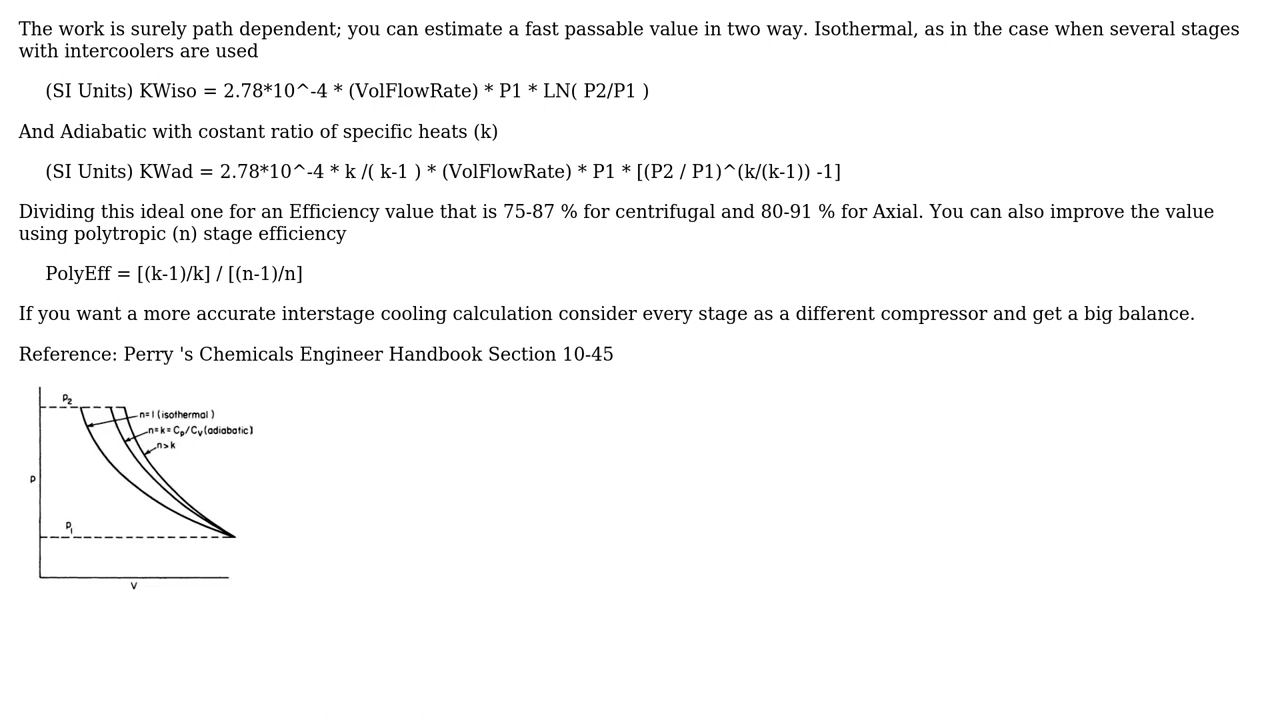 The work is surely path dependent; you can estimate a fast passable value in two way. Isothermal, as in the case when several stages
with intercoolers are used
(SI Units) KWiso = 2.78*10^-4 * (VolFlowRate) * P1 * LN( P2/P1 )
And Adiabatic with costant ratio of specific heats (k)
(SI Units) KWad = 2.78*10^-4 * k /( k-1 ) * (VolFlowRate) * P1 * [(P2 / P1)^(k/(k-1)) -1]
Dividing this ideal one for an Efficiency value that is 75-87 % for centrifugal and 80-91 % for Axial. You can also improve the value
using polytropic (n) stage efficiency
PolyEff = [(k-1)/k] / [(n-1)/n]
If you want a more accurate interstage cooling calculation consider every stage as a different compressor and get a big balance.
Reference: Perry 's Chemicals Engineer Handbook Section 10-45
P2
n=1 (isothermal)
n=k=Cp/Cv(adiabatic)
n>k
P
P1
V